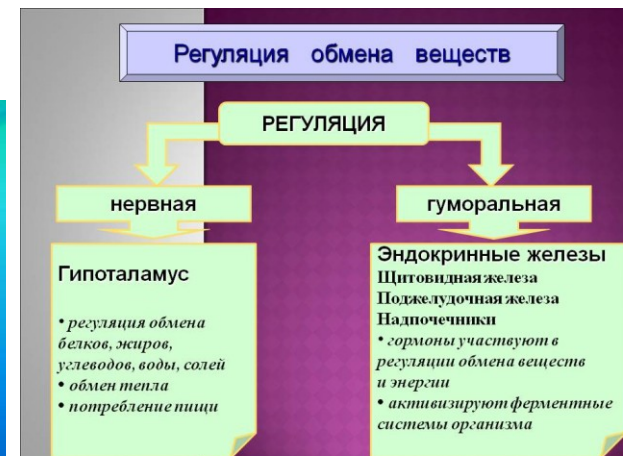 Регуляция обмена веществ
РЕГУЛЯЦИЯ
нервная
гуморальная
Гипоталамус
• регуляция обмена
белков, жиров,
углеводов, воды, солей
• обмен тепла
• потребление пищи
Эндокринные железы
Щитовидная железа
Поджелудочная железа
Надпочечники
• гормоны участвуют в
регуляции обмена веществ
и энергии
• активизируют ферментные
системы организма